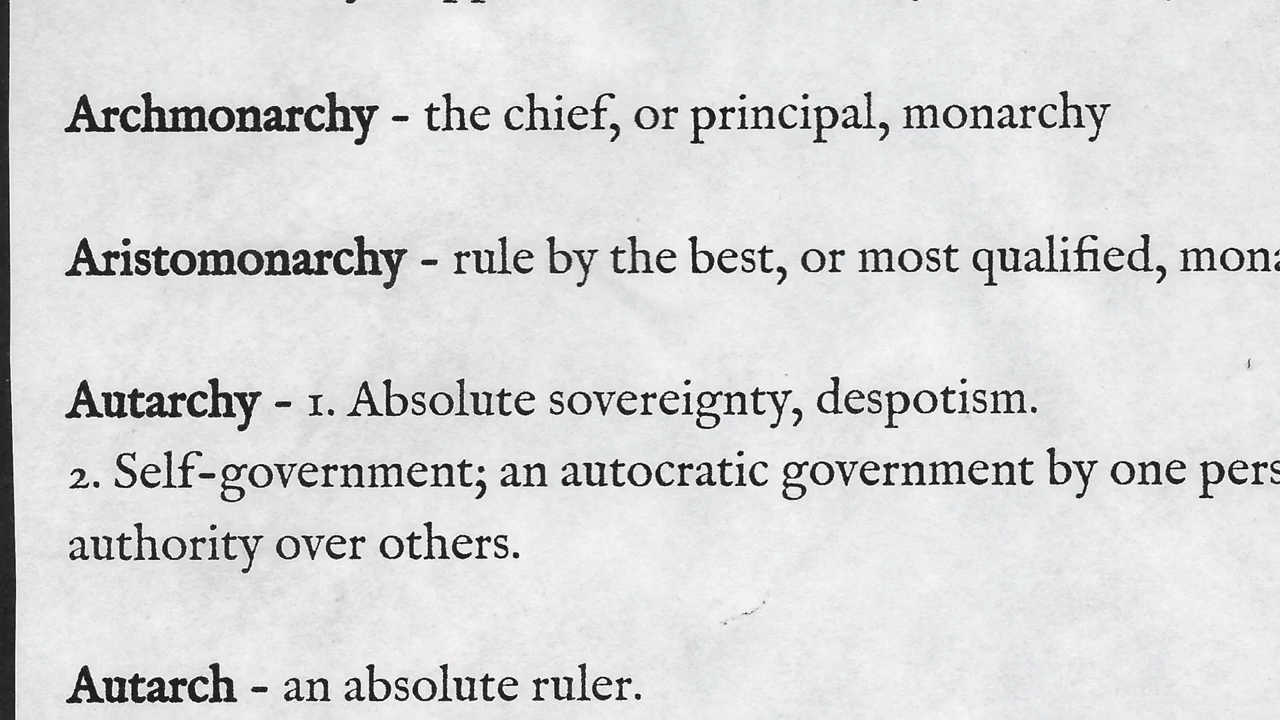 Archmonarchy - the chief, or principal, monarchy
Aristomonarchy - rule by the best, or most qualified,
Autarchy - 1. Absolute sovereignty, despotism.
2. Self-government; an autocratic government by one
authority over others.
Autarch - an absolute ruler.